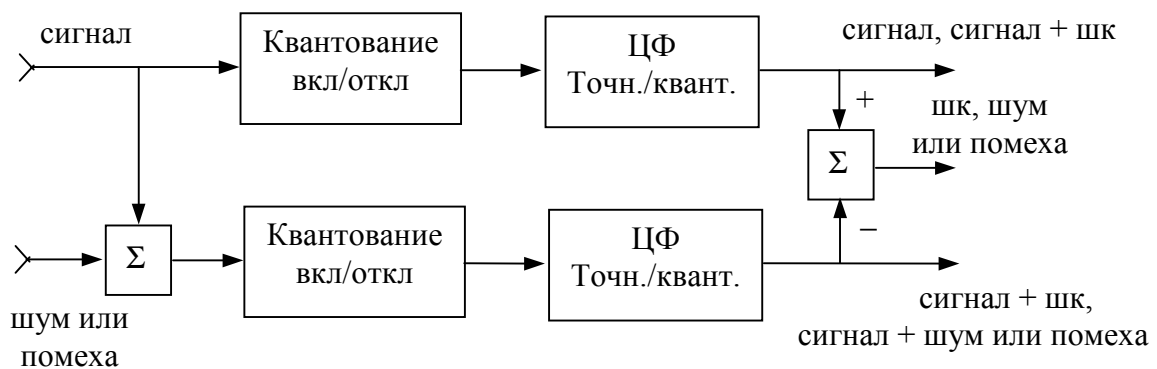 сигнал
Квантование
вкл/откл
ЦФ
Точн./квант.
сигнал, сигнал + шк
+
шк, шум
или помеха
Σ
−
Σ
Квантование
вкл/откл
ЦФ
Точн./квант.
шум или
помеха
сигнал + шк,
сигнал + шум или помеха